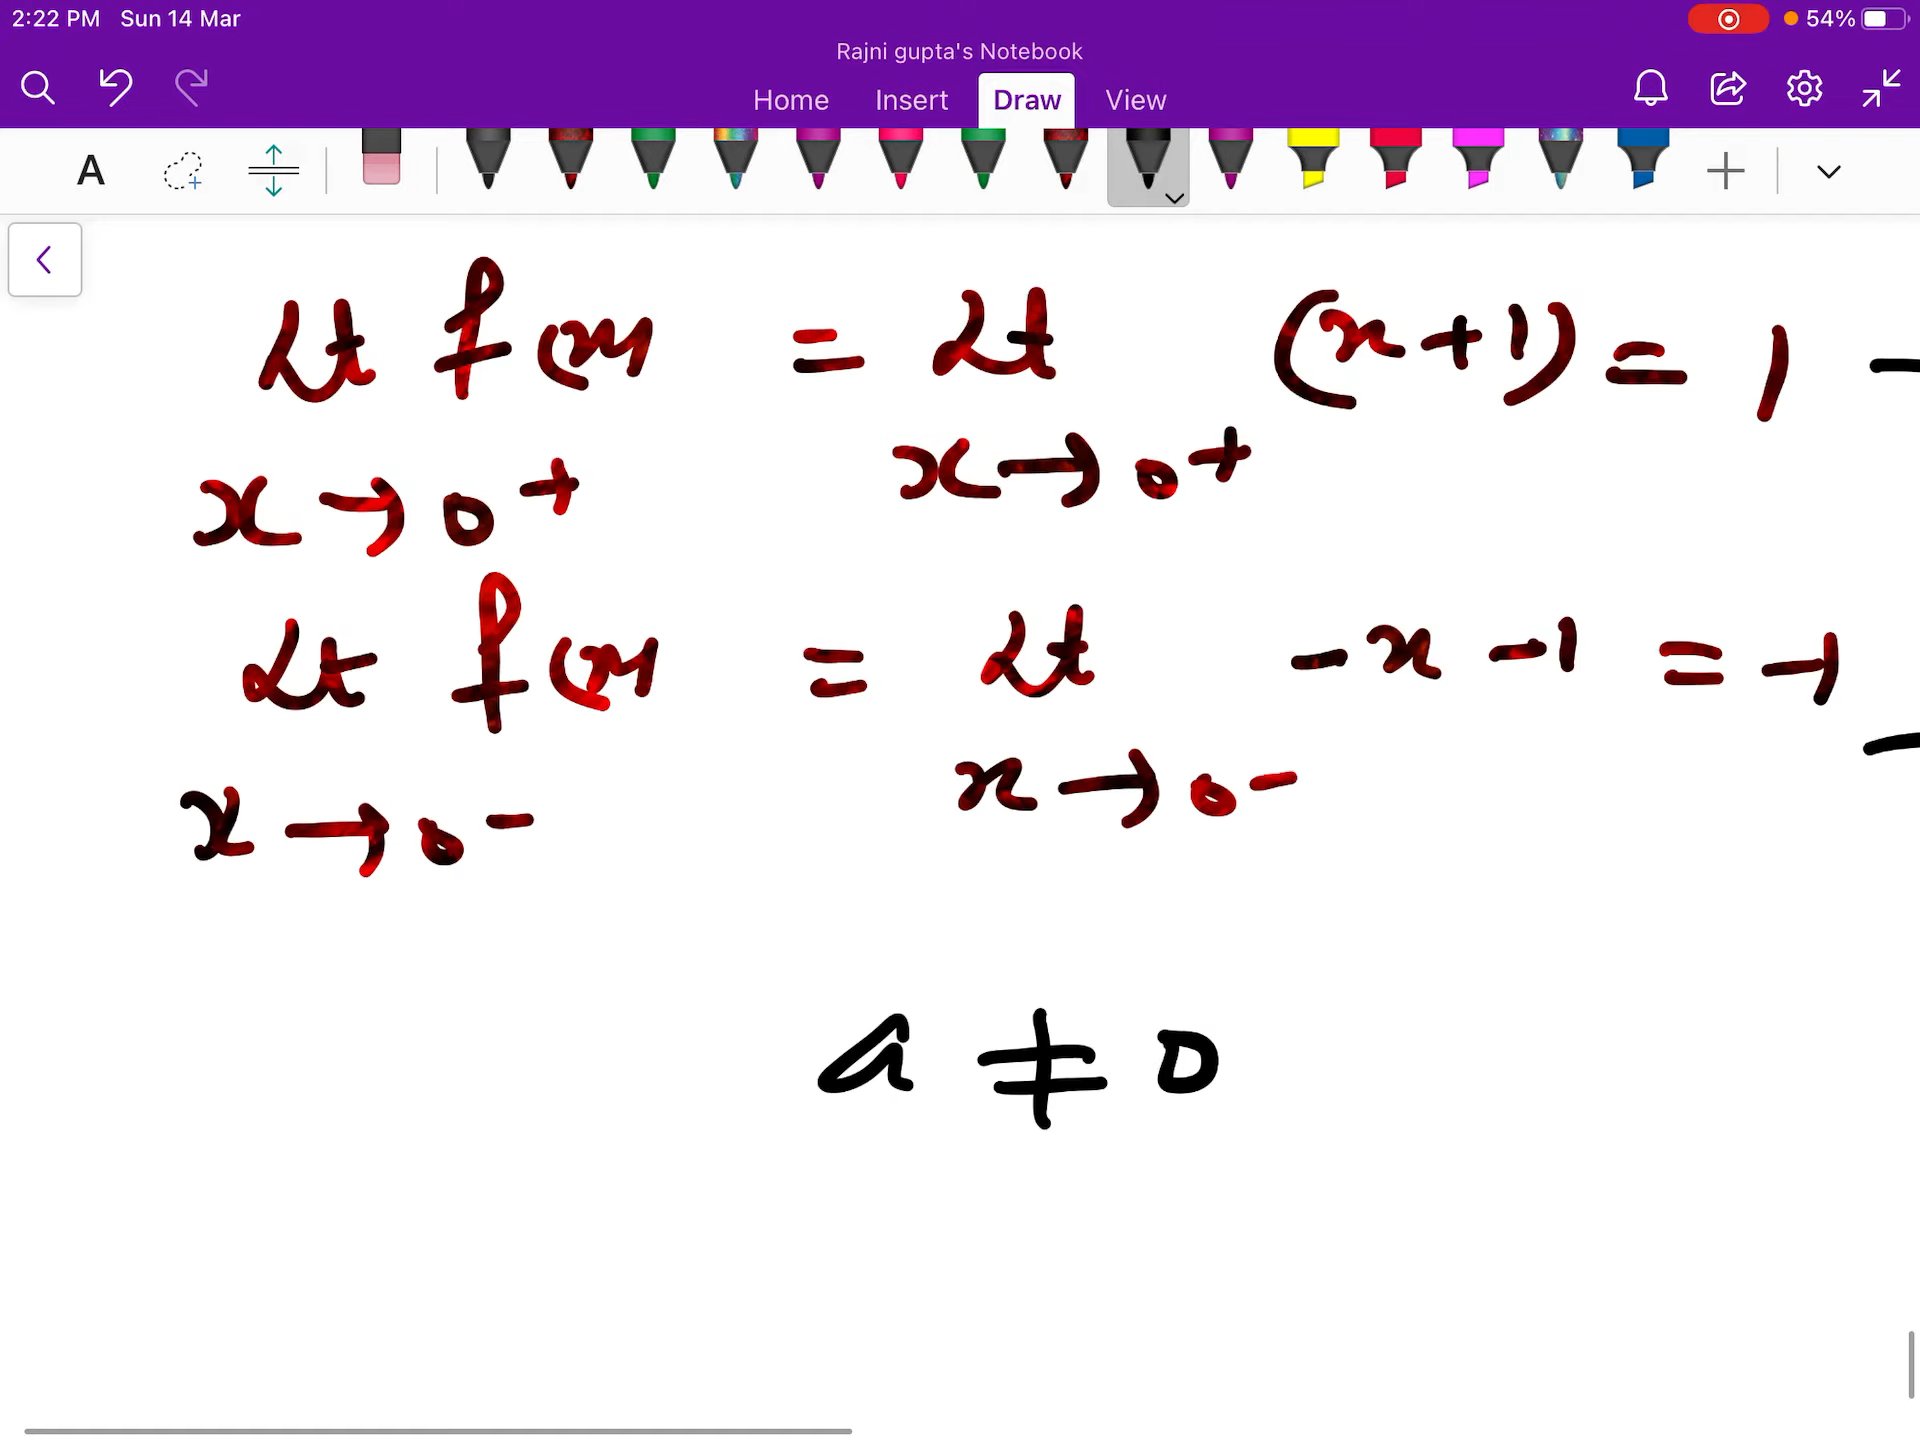 2:22 PM Sun 14 Mar 54%
Rajni gupta's Notebook
Home Insert Draw View
A
lt f(x) = lt (x+1) = 1 -
x → 0+ x → 0+
lt f(x) = lt -x -1 = -1 -
x → 0- x → 0-
a ≠ 0